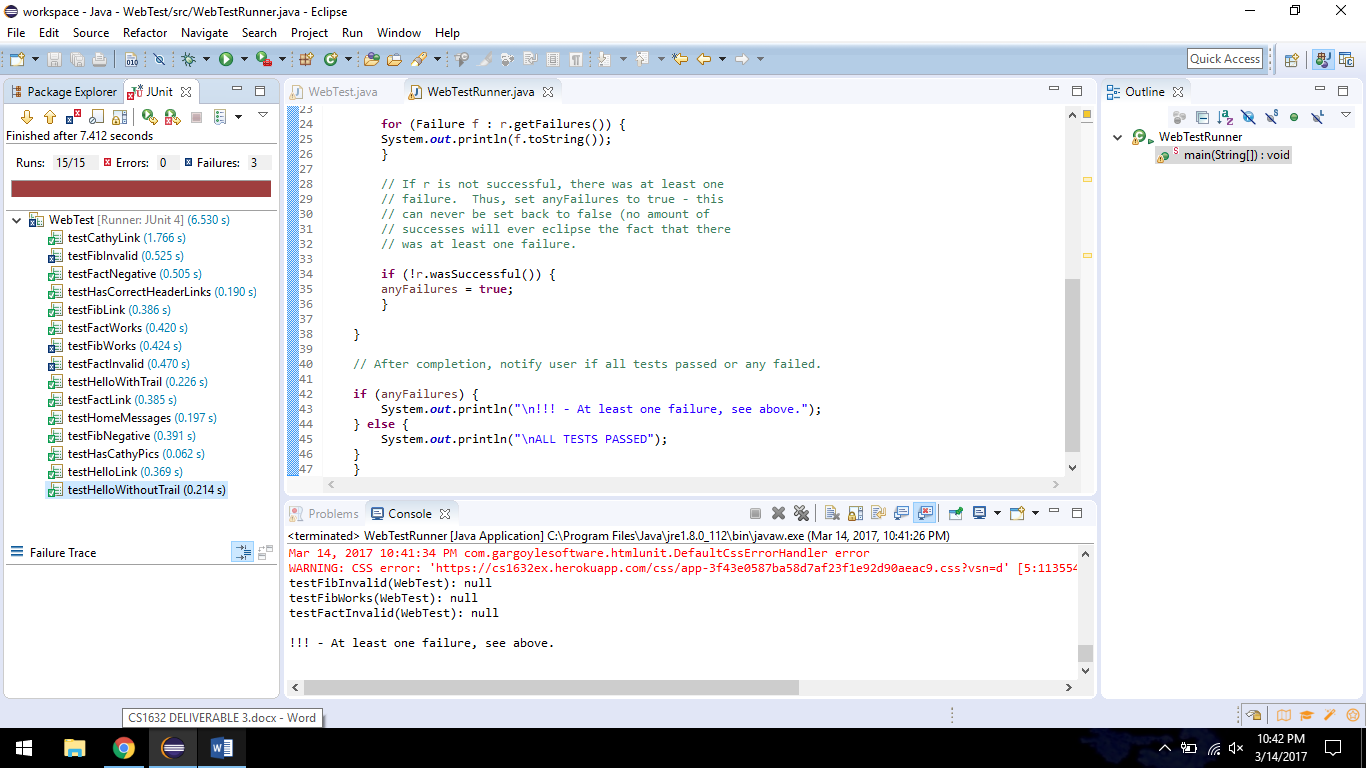 workspace - Java - WebTest/src/WebTestRunner.java - Eclipse
File Edit Source Refactor Navigate Search Project Run Window Help
Quick Access
Package Explorer JUnit
Finished after 7.412 seconds
Runs: 15/15 Errors: 0 Failures: 3
WebTest [Runner: JUnit 4] (6.530 s)
testCathyLink (1.766 s)
testFibInvalid (0.525 s)
testFactNegative (0.505 s)
testHasCorrectHeaderLinks (0.190 s)
testFibLink (0.386 s)
testFactWorks (0.420 s)
testFibWorks (0.424 s)
testFactInvalid (0.470 s)
testHelloWithTrail (0.226 s)
testFactLink (0.385 s)
testHomeMessages (0.197 s)
testFibNegative (0.391 s)
testHasCathyPics (0.062 s)
testHelloLink (0.369 s)
testHelloWithoutTrail (0.214 s)
Failure Trace
WebTest.java WebTestRunner.java
23
24 for (Failure f : r.getFailures()) {
25 System.out.println(f.toString());
26 }
27
28 // If r is not successful, there was at least one
29 // failure. Thus, set anyFailures to true - this
30 // can never be set back to false (no amount of
31 // successes will ever eclipse the fact that there
32 // was at least one failure.
33
34 if (!r.wasSuccessful()) {
35 anyFailures = true;
36 }
37
38 }
39
40 // After completion, notify user if all tests passed or any failed.
41
42 if (anyFailures) {
43 System.out.println("\n!!! - At least one failure, see above.");
44 } else {
45 System.out.println("\nALL TESTS PASSED");
46 }
47 }
Problems Console
<terminated> WebTestRunner [Java Application] C:\Program Files\Java\jre1.8.0_112\bin\javaw.exe (Mar 14, 2017, 10:41:26 PM)
Mar 14, 2017 10:41:34 PM com.gargoylesoftware.htmlunit.DefaultCssErrorHandler error
WARNING: CSS error: 'https://cs1632ex.herokuapp.com/css/app-3f43e0587ba58d7af23f1e92d90aeac9.css?vsn=d' [5:113554
testFibInvalid(WebTest): null
testFibWorks(WebTest): null
testFactInvalid(WebTest): null
!!! - At least one failure, see above.
Outline
WebTestRunner
main(String[]) : void
CS1632 DELIVERABLE 3.docx - Word
10:42 PM
3/14/2017